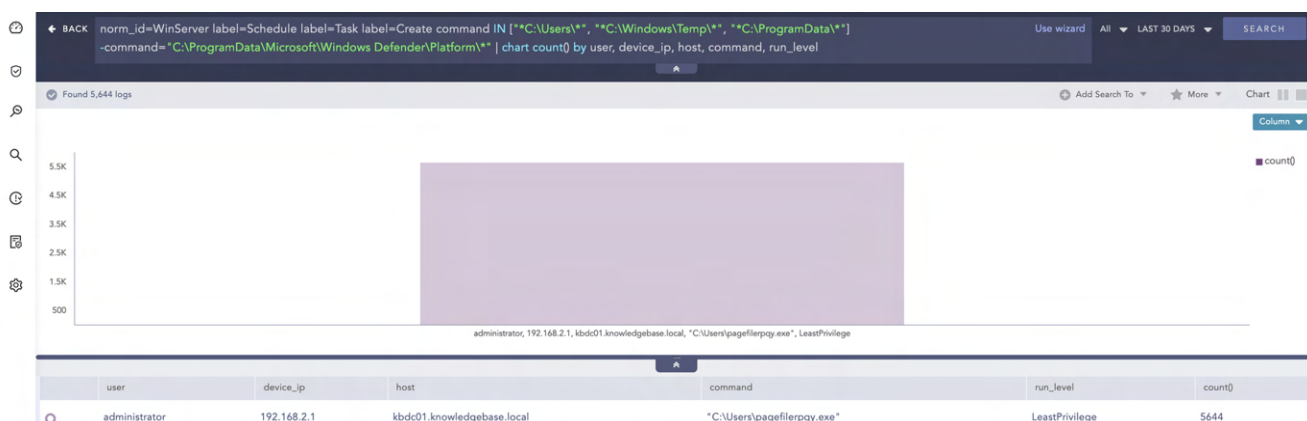 BACK
norm_id=WinServer label=Schedule label=Task label=Create command IN ["*C:\Users\*", "*C:\Windows\Temp\*", "*C:\ProgramData\*"]
-command="C:\ProgramData\Microsoft\Windows Defender\Platform\*" | chart count() by user, device_ip, host, command, run_level
Use wizard All LAST 30 DAYS SEARCH
Found 5,644 logs
Add Search To More Chart
Column
count()
5.5K
4.5K
3.5K
2.5K
1.5K
500
administrator, 192.168.2.1, kbdc01.knowledgebase.local, "C:\Users\pagefilerpqy.exe", LeastPrivilege
user device_ip host command run_level count()
administrator 192.168.2.1 kbdc01.knowledgebase.local "C:\Users\pagefilerpqy.exe" LeastPrivilege 5644